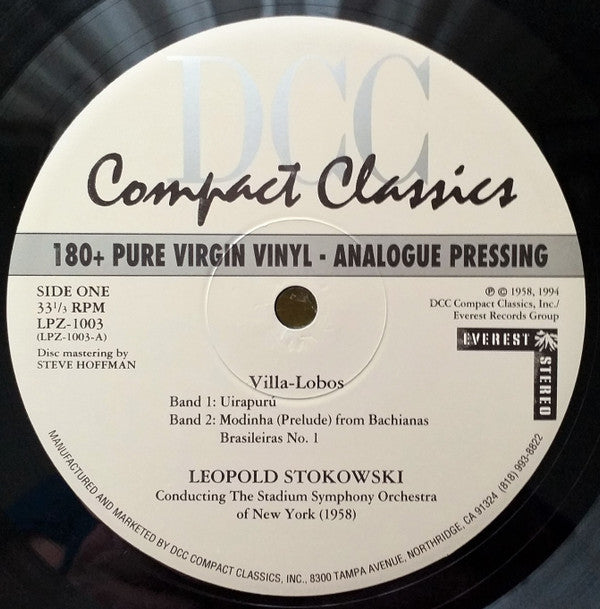 DCC
Compact Classics
180+ PURE VIRGIN VINYL - ANALOGUE PRESSING
SIDE ONE
33 1/3 RPM
LPZ-1003
(LPZ-1003-A)
Disc mastering by
STEVE HOFFMAN
℗ © 1958, 1994
DCC Compact Classics, Inc./
Everest Records Group
EVEREST
STEREO
Villa-Lobos
Band 1: Uirapurú
Band 2: Modinha (Prelude) from Bachianas
Brasileiras No. 1
LEOPOLD STOKOWSKI
Conducting The Stadium Symphony Orchestra
of New York (1958)
MANUFACTURED AND MARKETED BY DCC COMPACT CLASSICS, INC., 8300 TAMPA AVENUE, NORTHRIDGE, CA 91324 (818) 993-8822